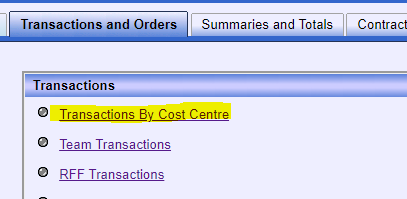 Transactions and Orders Summaries and Totals Contract
Transactions
Transactions By Cost Centre
Team Transactions
RFF Transactions